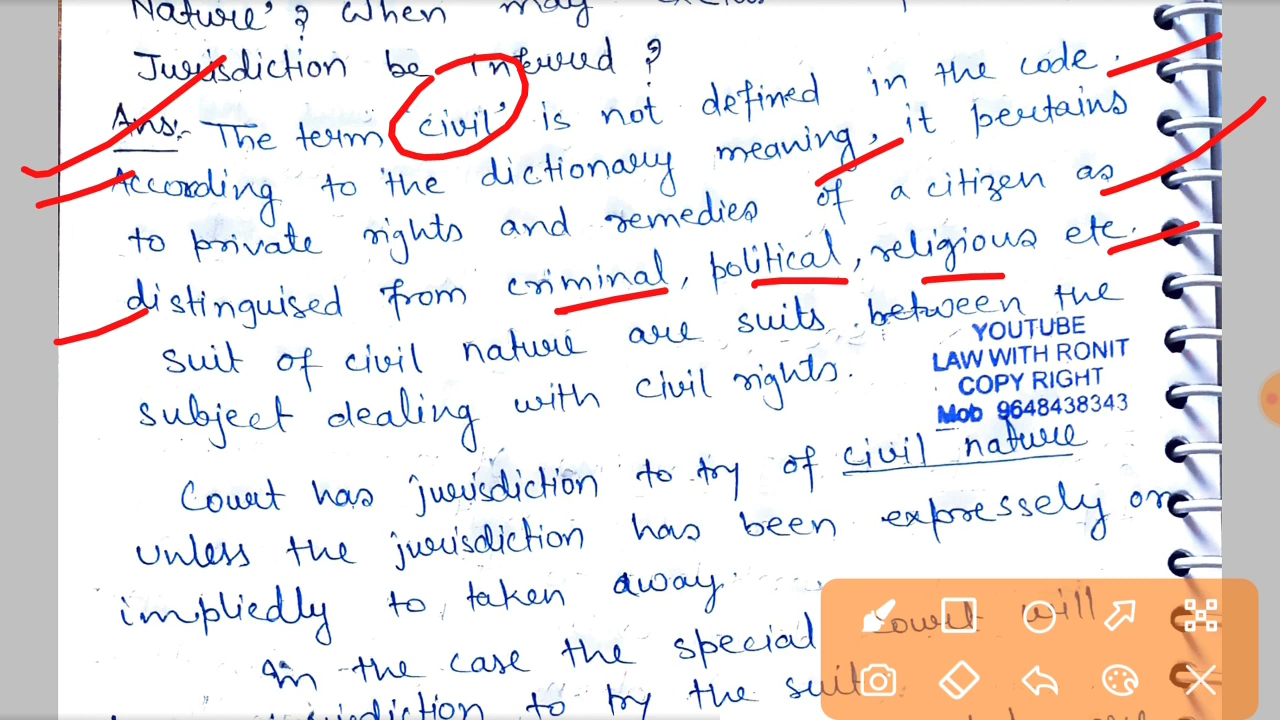 Nature'? When may
Jurisdiction be Inferred?
Ans:- The term 'civil' is not defined in the code.
According to the dictionary meaning, it pertains
to private rights and remedies of a citizen as
distinguised from criminal, political, religious etc.
suit of civil nature are suits between the
subject dealing with civil rights.
YOUTUBE
LAW WITH RONIT
COPY RIGHT
Mob 9648438343
Court has jurisdiction to try of civil nature
unless the jurisdiction has been expressely or
impliedly to taken away.
In the case the special court will
jurisdiction to try the suit